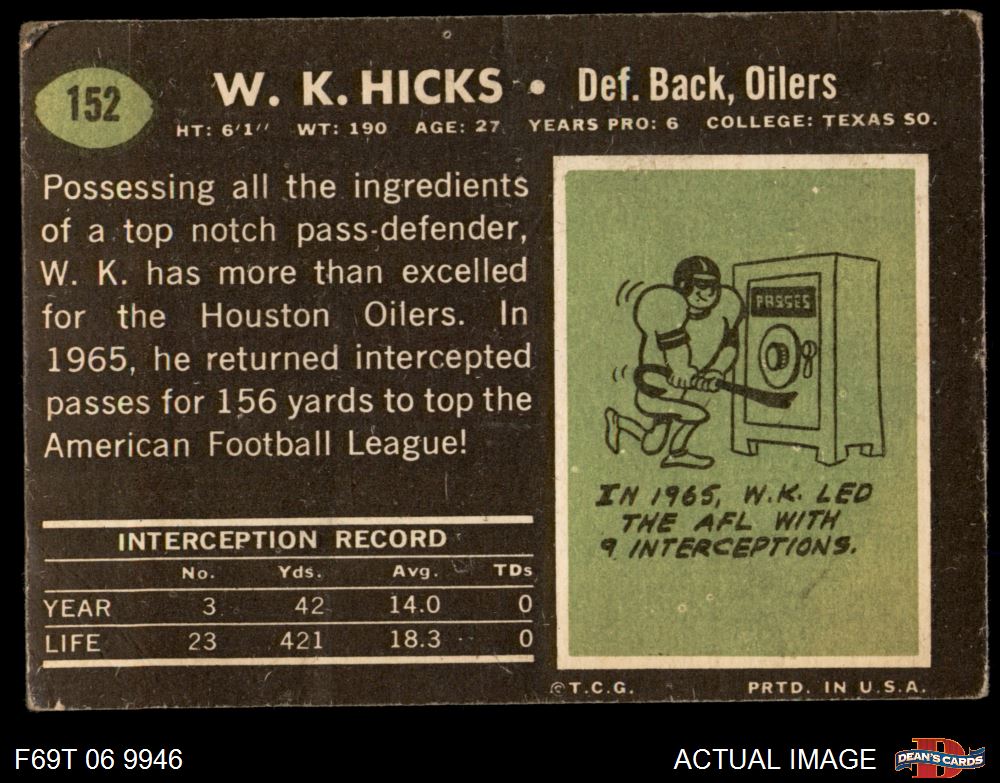 152
W. K. HICKS • Def. Back, Oilers
HT: 6'1" WT: 190 AGE: 27 YEARS PRO: 6 COLLEGE: TEXAS SO.
Possessing all the ingredients
of a top notch pass-defender,
W. K. has more than excelled
for the Houston Oilers. In
1965, he returned intercepted
passes for 156 yards to top the
American Football League!
INTERCEPTION RECORD
No. Yds. Avg. TDs
YEAR 3 42 14.0 0
LIFE 23 421 18.3 0
PASSES
IN 1965, W.K. LED
THE AFL WITH
9 INTERCEPTIONS.
©T.C.G. PRTD. IN U.S.A.
F69T 06 9946
ACTUAL IMAGE
D
DEAN'S CARDS